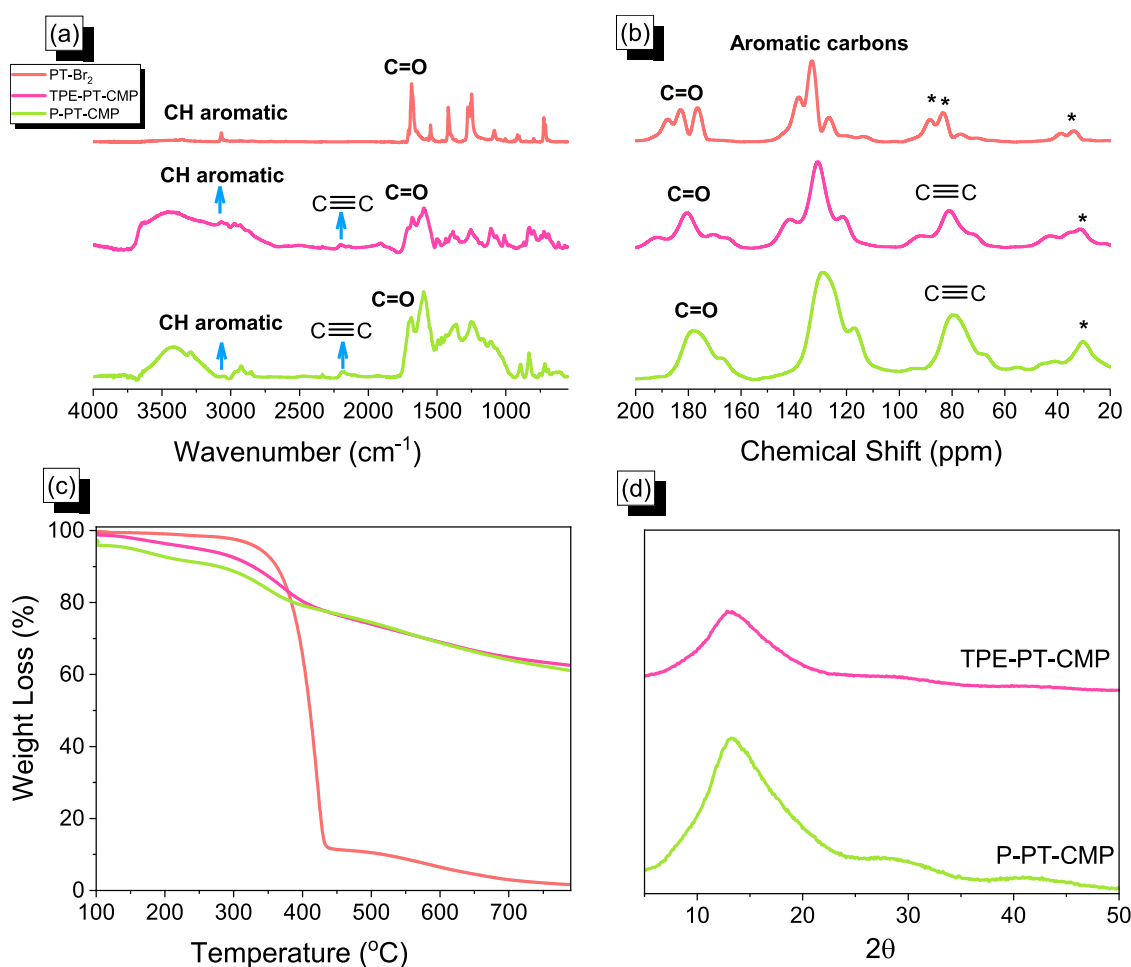 (a)
PT-Br₂
TPE-PT-CMP
P-PT-CMP
C=O
CH aromatic
CH aromatic
C≡C
C=O
CH aromatic
C≡C
C=O
4000 3500 3000 2500 2000 1500 1000
Wavenumber (cm⁻¹)
(b)
Aromatic carbons
C=O
* *
*
C=O
C≡C
*
C=O
C≡C
*
200 180 160 140 120 100 80 60 40 20
Chemical Shift (ppm)
(c)
100
80
60
40
20
0
Weight Loss (%)
100 200 300 400 500 600 700
Temperature (°C)
(d)
TPE-PT-CMP
P-PT-CMP
10 20 30 40 50
2θ